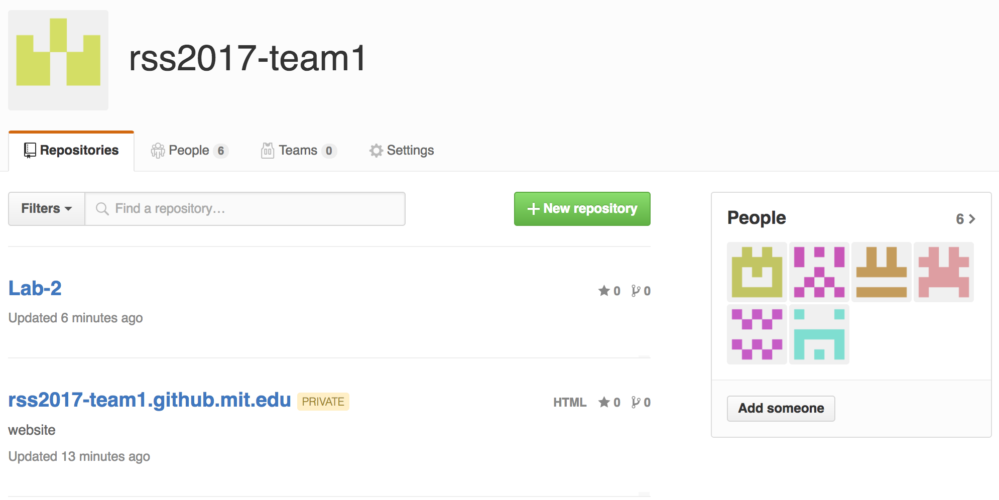 rss2017-team1
Repositories People 6 Teams 0 Settings
Filters Find a repository… New repository
Lab-2 0 0
Updated 6 minutes ago
rss2017-team1.github.mit.edu PRIVATE HTML 0 0
website
Updated 13 minutes ago
People 6
Add someone